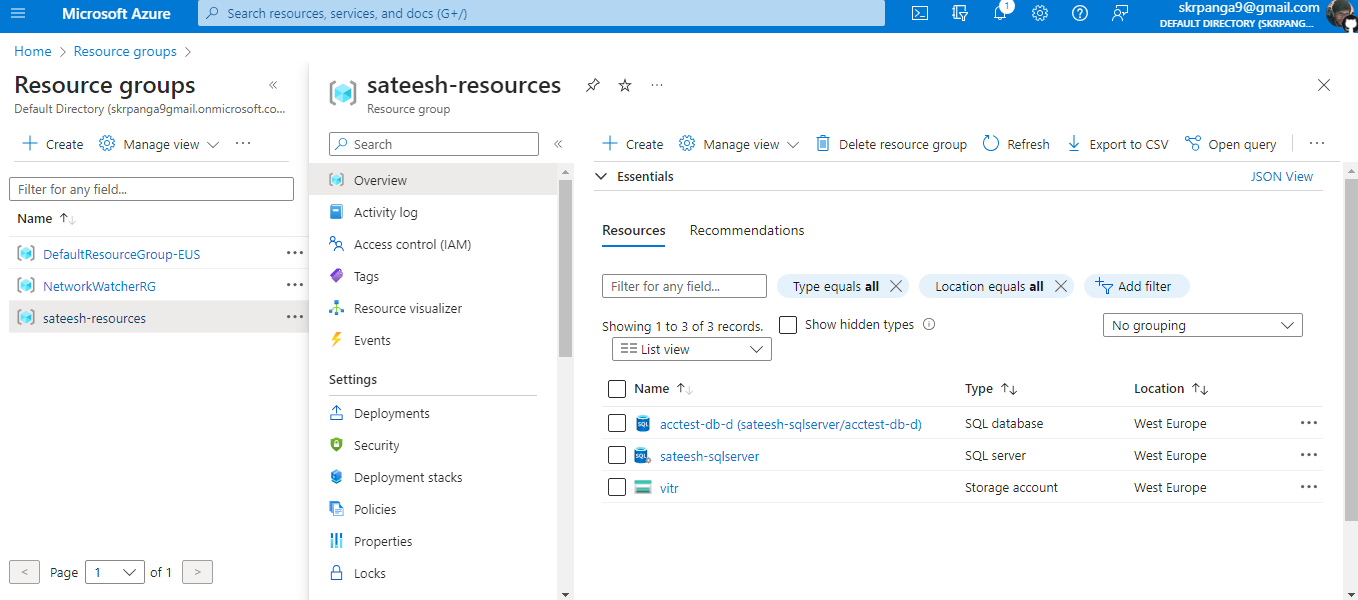 Microsoft Azure
Search resources, services, and docs (G+/)
1
skrpanga9@gmail.com
DEFAULT DIRECTORY (SKRPANG...
Home > Resource groups >
Resource groups
«
Default Directory (skrpanga9gmail.onmicrosoft.co...
+ Create Manage view ...
Filter for any field...
Name ↑↓
DefaultResourceGroup-EUS ...
NetworkWatcherRG ...
sateesh-resources ...
< Page 1 of 1 >
sateesh-resources ...
Resource group
Search
«
Overview
Activity log
Access control (IAM)
Tags
Resource visualizer
Events
Settings
Deployments
Security
Deployment stacks
Policies
Properties
Locks
+ Create Manage view Delete resource group Refresh Export to CSV Open query ...
Essentials
JSON View
Resources Recommendations
Filter for any field...
Type equals all
Location equals all
Add filter
Showing 1 to 3 of 3 records.
Show hidden types
No grouping
List view
Name ↑↓ Type ↑↓ Location ↑↓
SQL acctest-db-d (sateesh-sqlserver/acctest-db-d) SQL database West Europe ...
SQL sateesh-sqlserver SQL server West Europe ...
vitr Storage account West Europe ...